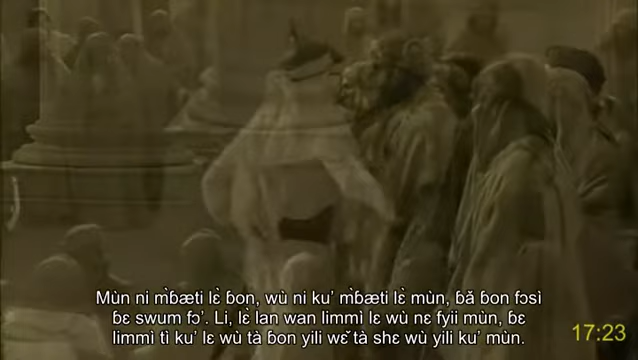 Mùn ni m̀ɓæti lɛ̀ ɓon, wù ni ku’ m̀ɓæti lɛ̀ mùn, ɓă ɓon fɔsì
ɓɛ swum fɔ’. Li, lɛ̀ lan wan limmì lɛ wù nɛ fyii mùn, ɓɛ
limmì tì ku’ lɛ wù tà ɓon yili wɛ̆ tà shɛ wù yili ku’ mùn.
17:23